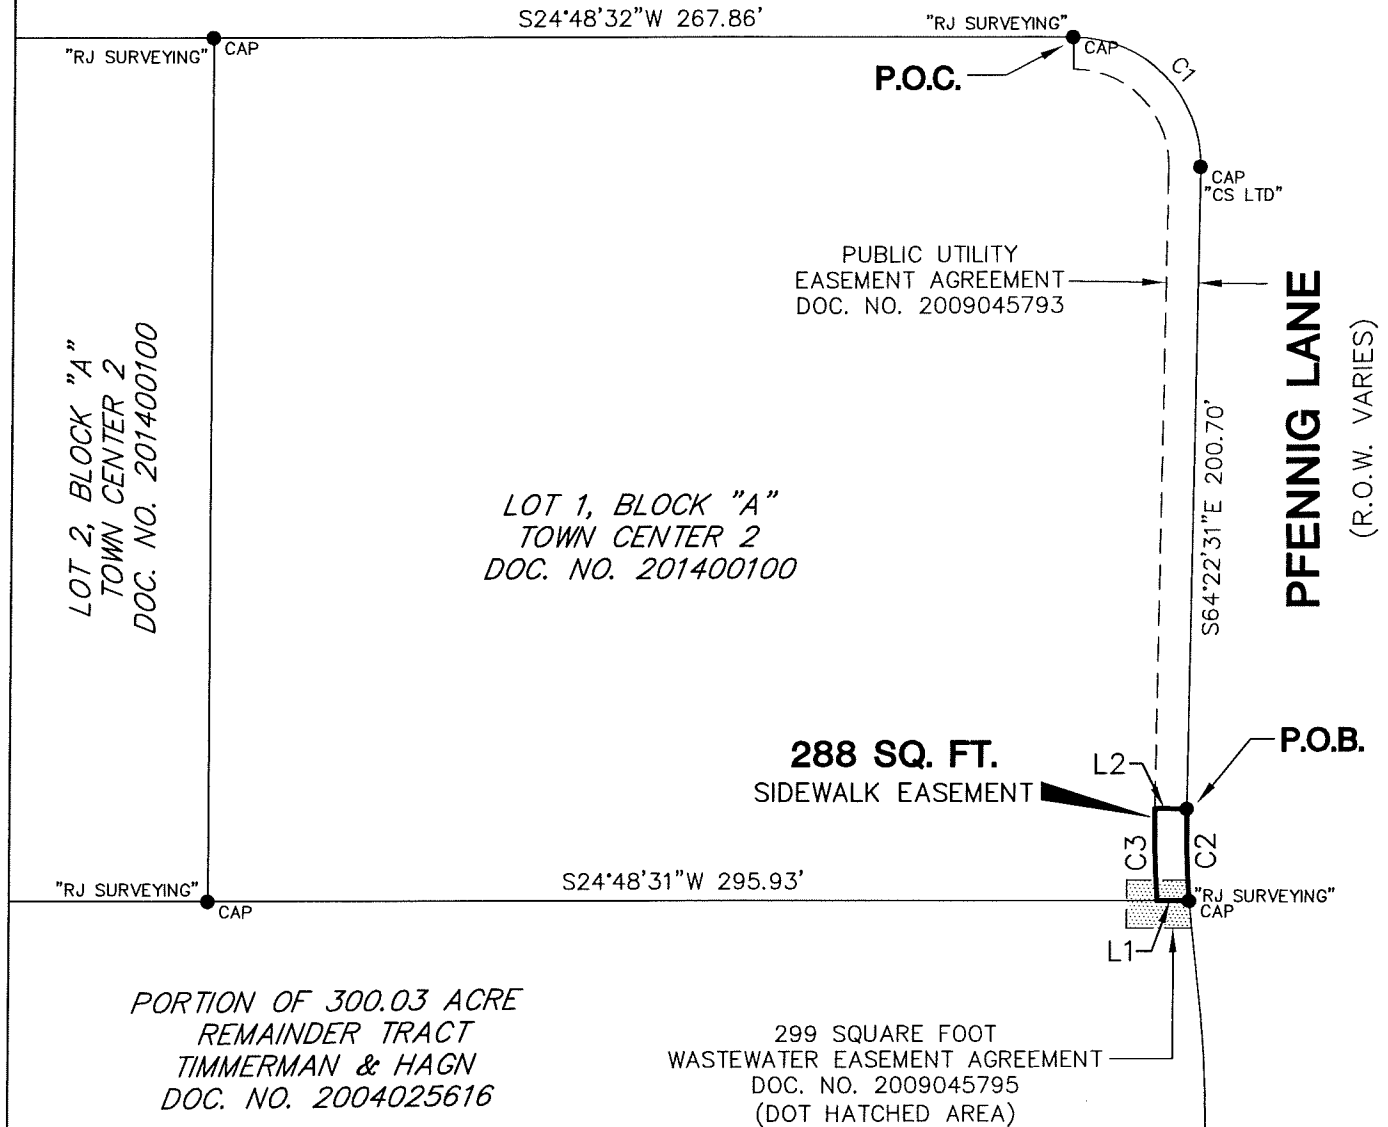 S24°48'32"W 267.86'
"RJ SURVEYING"
"RJ SURVEYING"
CAP
CAP
P.O.C.
C1
CAP
"CS LTD"
PUBLIC UTILITY
EASEMENT AGREEMENT
DOC. NO. 2009045793
PFENNIG LANE
(R.O.W. VARIES)
S64°22'31"E 200.70'
LOT 2, BLOCK "A"
TOWN CENTER 2
DOC. NO. 201400100
LOT 1, BLOCK "A"
TOWN CENTER 2
DOC. NO. 201400100
288 SQ. FT.
SIDEWALK EASEMENT
L2
P.O.B.
C3
C2
"RJ SURVEYING"
CAP
S24°48'31"W 295.93'
"RJ SURVEYING"
CAP
L1
PORTION OF 300.03 ACRE
REMAINDER TRACT
TIMMERMAN & HAGN
DOC. NO. 2004025616
299 SQUARE FOOT
WASTEWATER EASEMENT AGREEMENT
DOC. NO. 2009045795
(DOT HATCHED AREA)